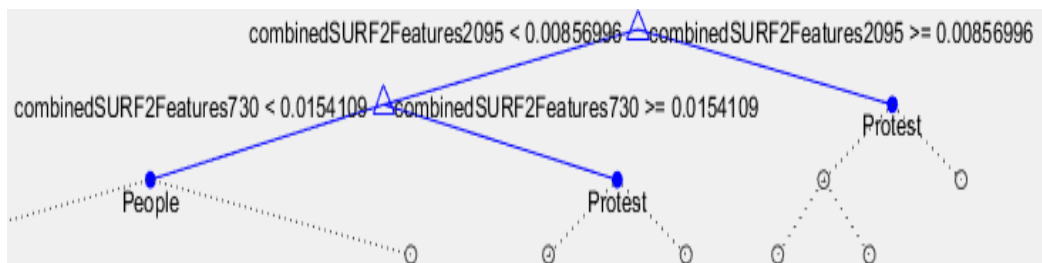 combinedSURF2Features2095 < 0.00856996 combinedSURF2Features2095 >= 0.00856996
combinedSURF2Features730 < 0.0154109 combinedSURF2Features730 >= 0.0154109
Protest
People Protest